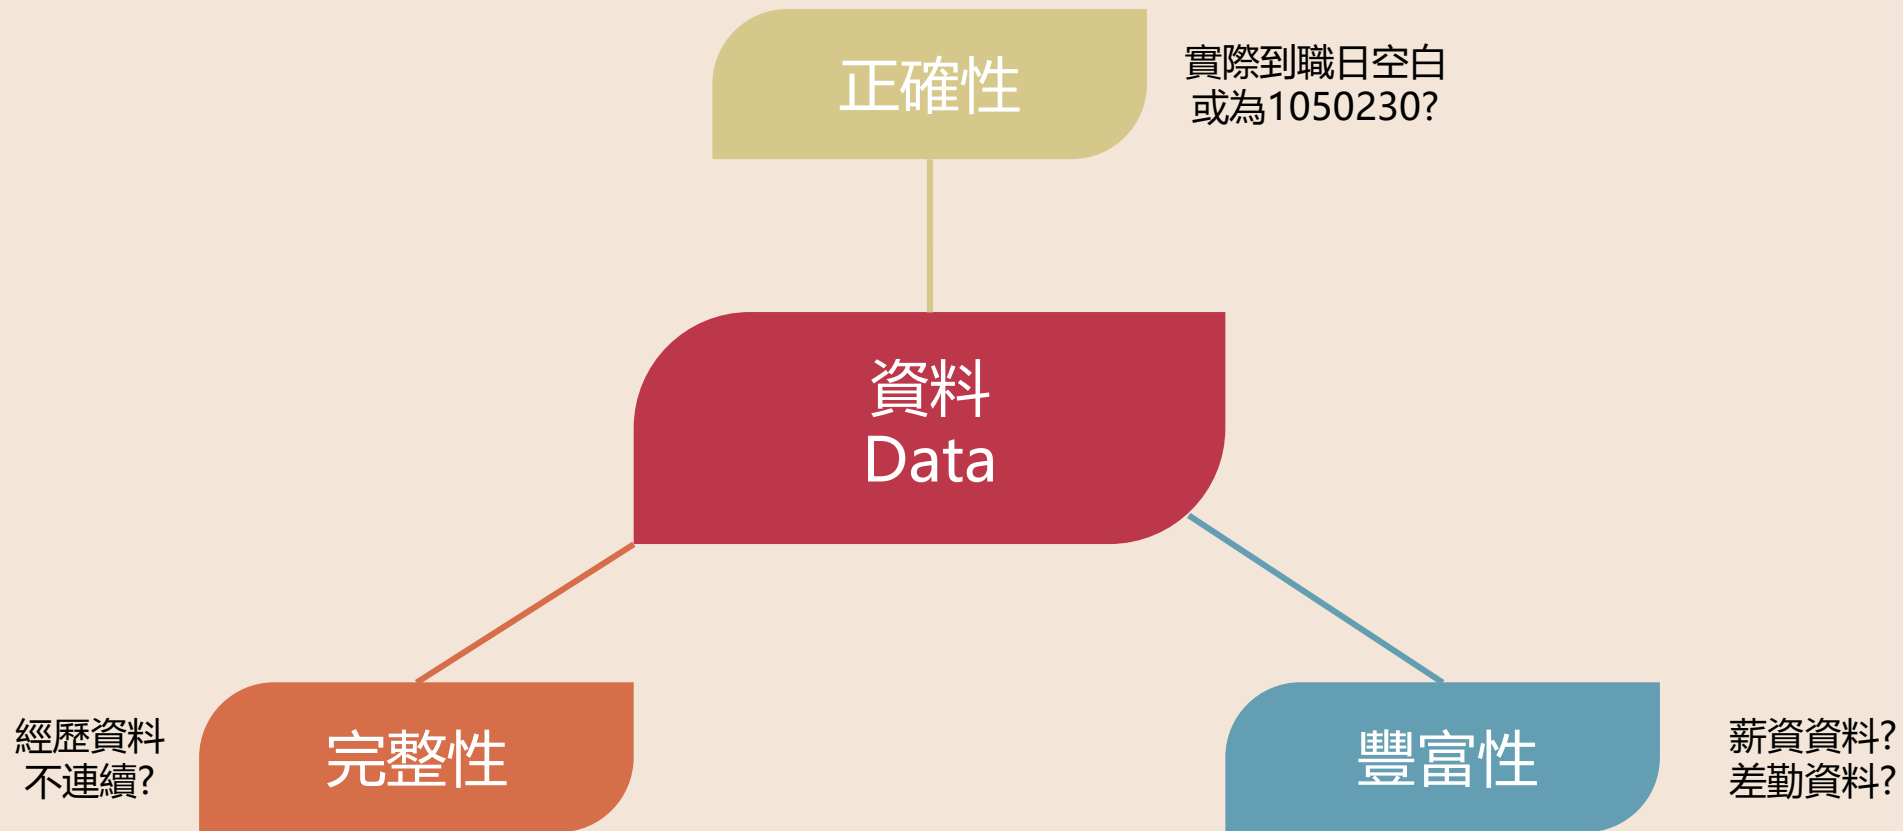 正確性
實際到職日空白
或為1050230?
資料
Data
完整性
經歷資料
不連續?
豐富性
薪資資料?
差勤資料?